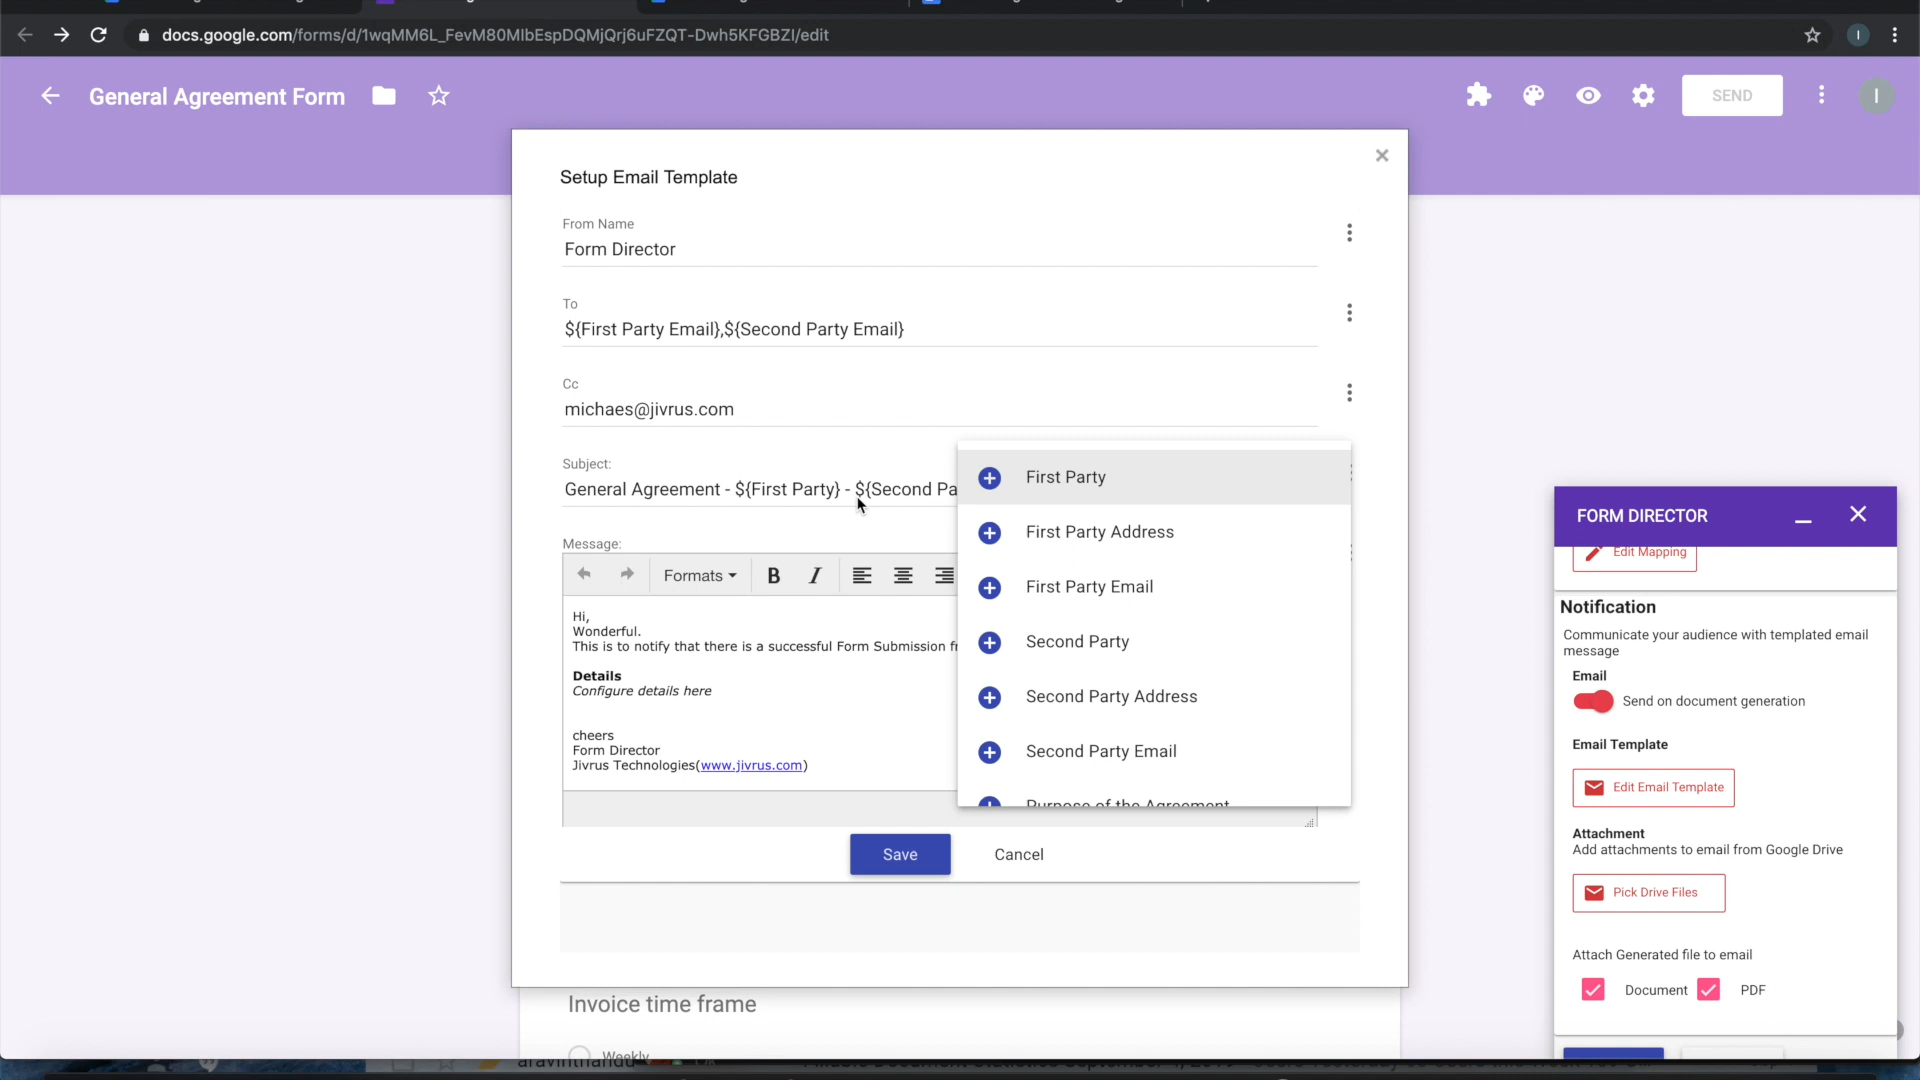 docs.google.com/forms/d/1wqMM6L_FevM80MIbEspDQMjQrj6uFZQT-Dwh5KFGBZI/edit
I
General Agreement Form
SEND
I
Setup Email Template
From Name
Form Director
To
${First Party Email},${Second Party Email}
Cc
michaes@jivrus.com
Subject:
General Agreement - ${First Party} - ${Second Pa
Message:
Formats
B
I
Hi,
Wonderful.
This is to notify that there is a successful Form Submission fr
Details
Configure details here
cheers
Form Director
Jivrus Technologies(www.jivrus.com)
First Party
First Party Address
First Party Email
Second Party
Second Party Address
Second Party Email
Purpose of the Agreement
Save
Cancel
Invoice time frame
Weekly
FORM DIRECTOR
Edit Mapping
Notification
Communicate your audience with templated email
message
Email
Send on document generation
Email Template
Edit Email Template
Attachment
Add attachments to email from Google Drive
Pick Drive Files
Attach Generated file to email
Document
PDF